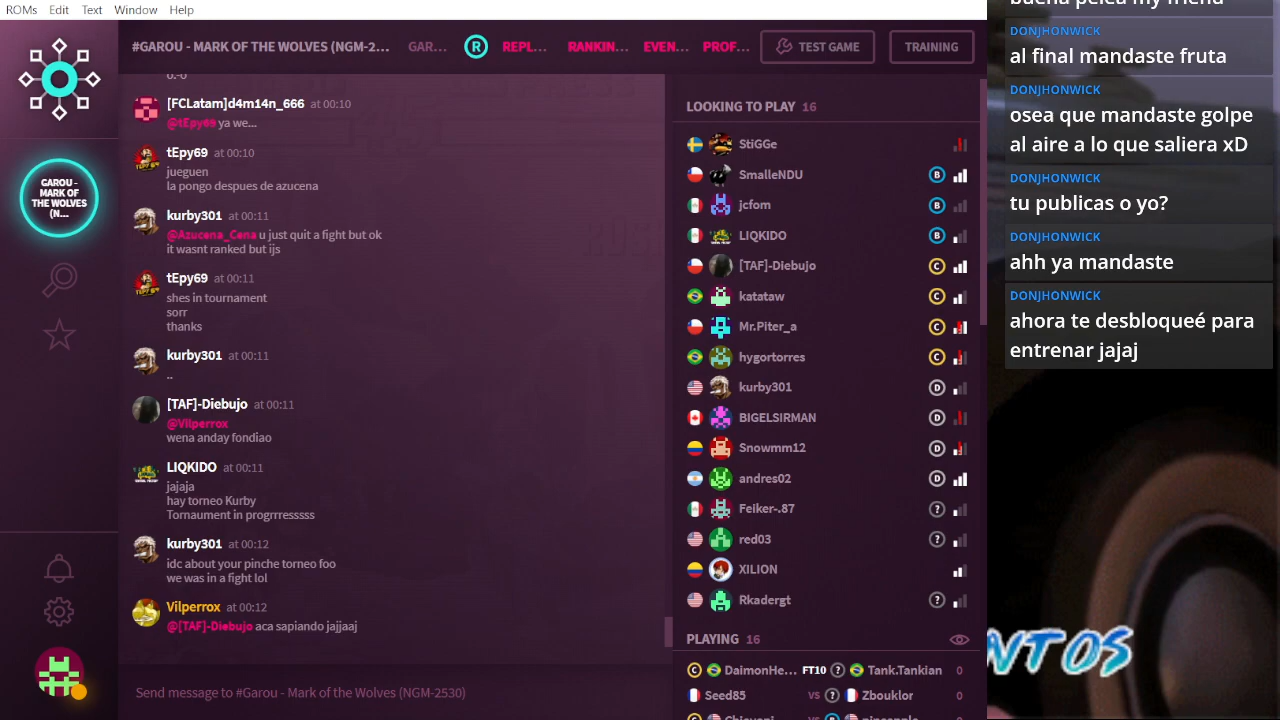 ROMs Edit Text Window Help
#GAROU - MARK OF THE WOLVES (NGM-2... GAR... R REPL... RANKIN... EVEN... PROF... TEST GAME TRAINING
GAROU -
MARK OF
THE WOLVES
(N...
o.-o
[FCLatam]d4m14n_666 at 00:10
@tEpy69 ya we...
tEpy69 at 00:10
jueguen
la pongo despues de azucena
kurby301 at 00:11
@Azucena_Cena u just quit a fight but ok
it wasnt ranked but ijs
tEpy69 at 00:11
shes in tournament
sorr
thanks
kurby301 at 00:11
..
[TAF]-Diebujo at 00:11
@Vilperrox
wena anday fondiao
LIQKIDO at 00:11
jajaja
hay torneo Kurby
Tornaument in progrrresssss
kurby301 at 00:12
idc about your pinche torneo foo
we was in a fight lol
Vilperrox at 00:12
@[TAF]-Diebujo aca sapiando jajjaaj
Send message to #Garou - Mark of the Wolves (NGM-2530)
LOOKING TO PLAY 16
StiGGe
SmalleNDU B
jcfom B
LIQKIDO B
[TAF]-Diebujo C
katataw C
Mr.Piter_a C
hygortorres C
kurby301 D
BIGELSIRMAN D
Snowmm12 D
andres02 D
Feiker-.87 ?
red03 ?
XILION
Rkadergt ?
PLAYING 16
C DaimonHe... FT10 ? Tank.Tankian 0
Seed85 vs ? Zbouklor 0
buena pelea my friend
DONJHONWICK
al final mandaste fruta
DONJHONWICK
osea que mandaste golpe
al aire a lo que saliera xD
DONJHONWICK
tu publicas o yo?
DONJHONWICK
ahh ya mandaste
DONJHONWICK
ahora te desbloqueé para
entrenar jajaj
NTOS